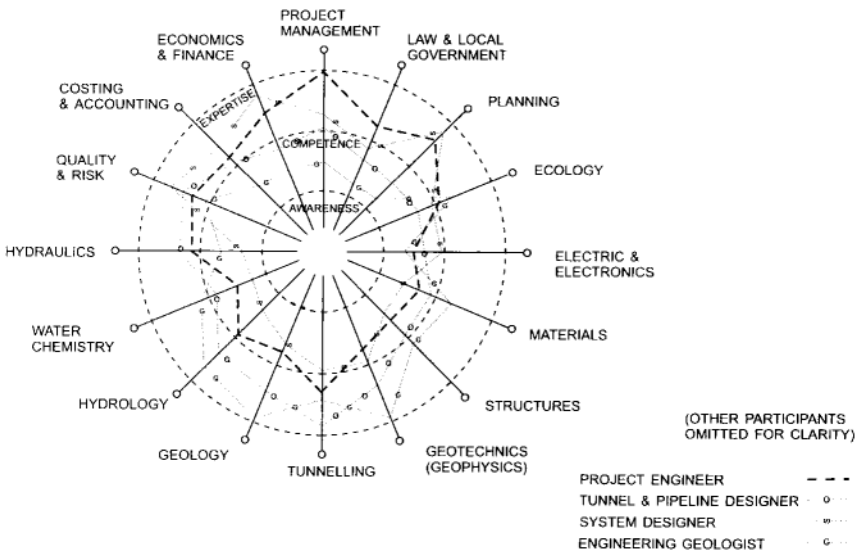 PROJECT
MANAGEMENT
ECONOMICS
& FINANCE
LAW & LOCAL
GOVERNMENT
COSTING
& ACCOUNTING
PLANNING
EXPERTISE
COMPETENCE
QUALITY
& RISK
ECOLOGY
AWARENESS
HYDRAULICS
ELECTRIC &
ELECTRONICS
WATER
CHEMISTRY
MATERIALS
HYDROLOGY
STRUCTURES
GEOLOGY
TUNNELLING
GEOTECHNICS
(GEOPHYSICS)
(OTHER PARTICIPANTS
OMITTED FOR CLARITY)
PROJECT ENGINEER
TUNNEL & PIPELINE DESIGNER O
SYSTEM DESIGNER S
ENGINEERING GEOLOGIST G